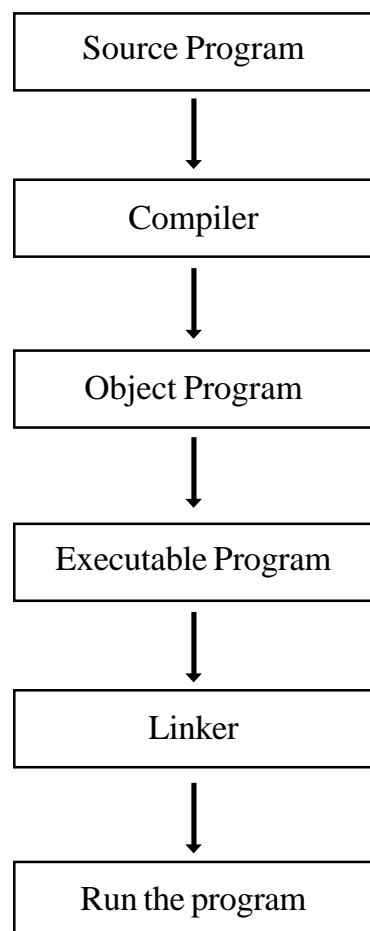 Source Program
Compiler
Object Program
Executable Program
Linker
Run the program